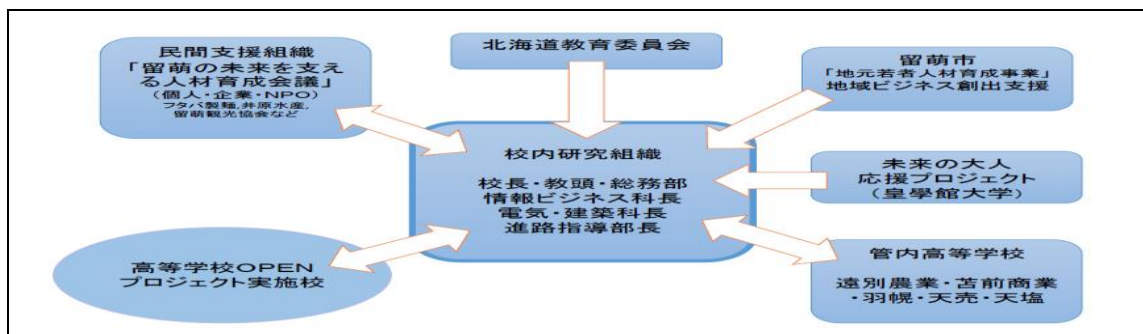 民間支援組織
「留萌の未来を支え
る人材育成会議」
(個人・企業・NPO)
フタバ製麺,井原水産,
留萌観光協会など
北海道教育委員会
留萌市
「地元若者人材育成事業」
地域ビジネス創出支援
校内研究組織
校長・教頭・総務部
情報ビジネス科長
電気・建築科長
進路指導部長
未来の大人
応援プロジェクト
(皇學館大学)
高等学校OPEN
プロジェクト実施校
管内高等学校
遠別農業・苫前商業
・羽幌・天売・天塩